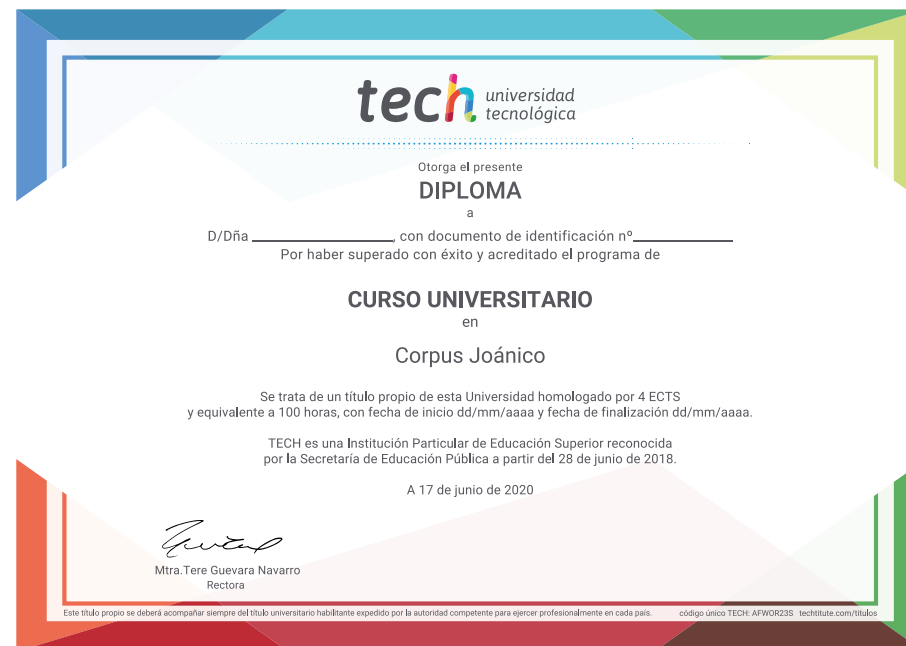 tech universidad
tecnológica
Otorga el presente
DIPLOMA
a
D/Dña ____________, con documento de identificación nº____________
Por haber superado con éxito y acreditado el programa de
CURSO UNIVERSITARIO
en
Corpus Joánico
Se trata de un título propio de esta Universidad homologado por 4 ECTS
y equivalente a 100 horas, con fecha de inicio dd/mm/aaaa y fecha de finalización dd/mm/aaaa.
TECH es una Institución Particular de Educación Superior reconocida
por la Secretaría de Educación Pública a partir del 28 de junio de 2018.
A 17 de junio de 2020
Mtra.Tere Guevara Navarro
Rectora
Este título propio se deberá acompañar siempre del título universitario habilitante expedido por la autoridad competente para ejercer profesionalmente en cada país. código único TECH: AFWOR23S techtitute.com/títulos